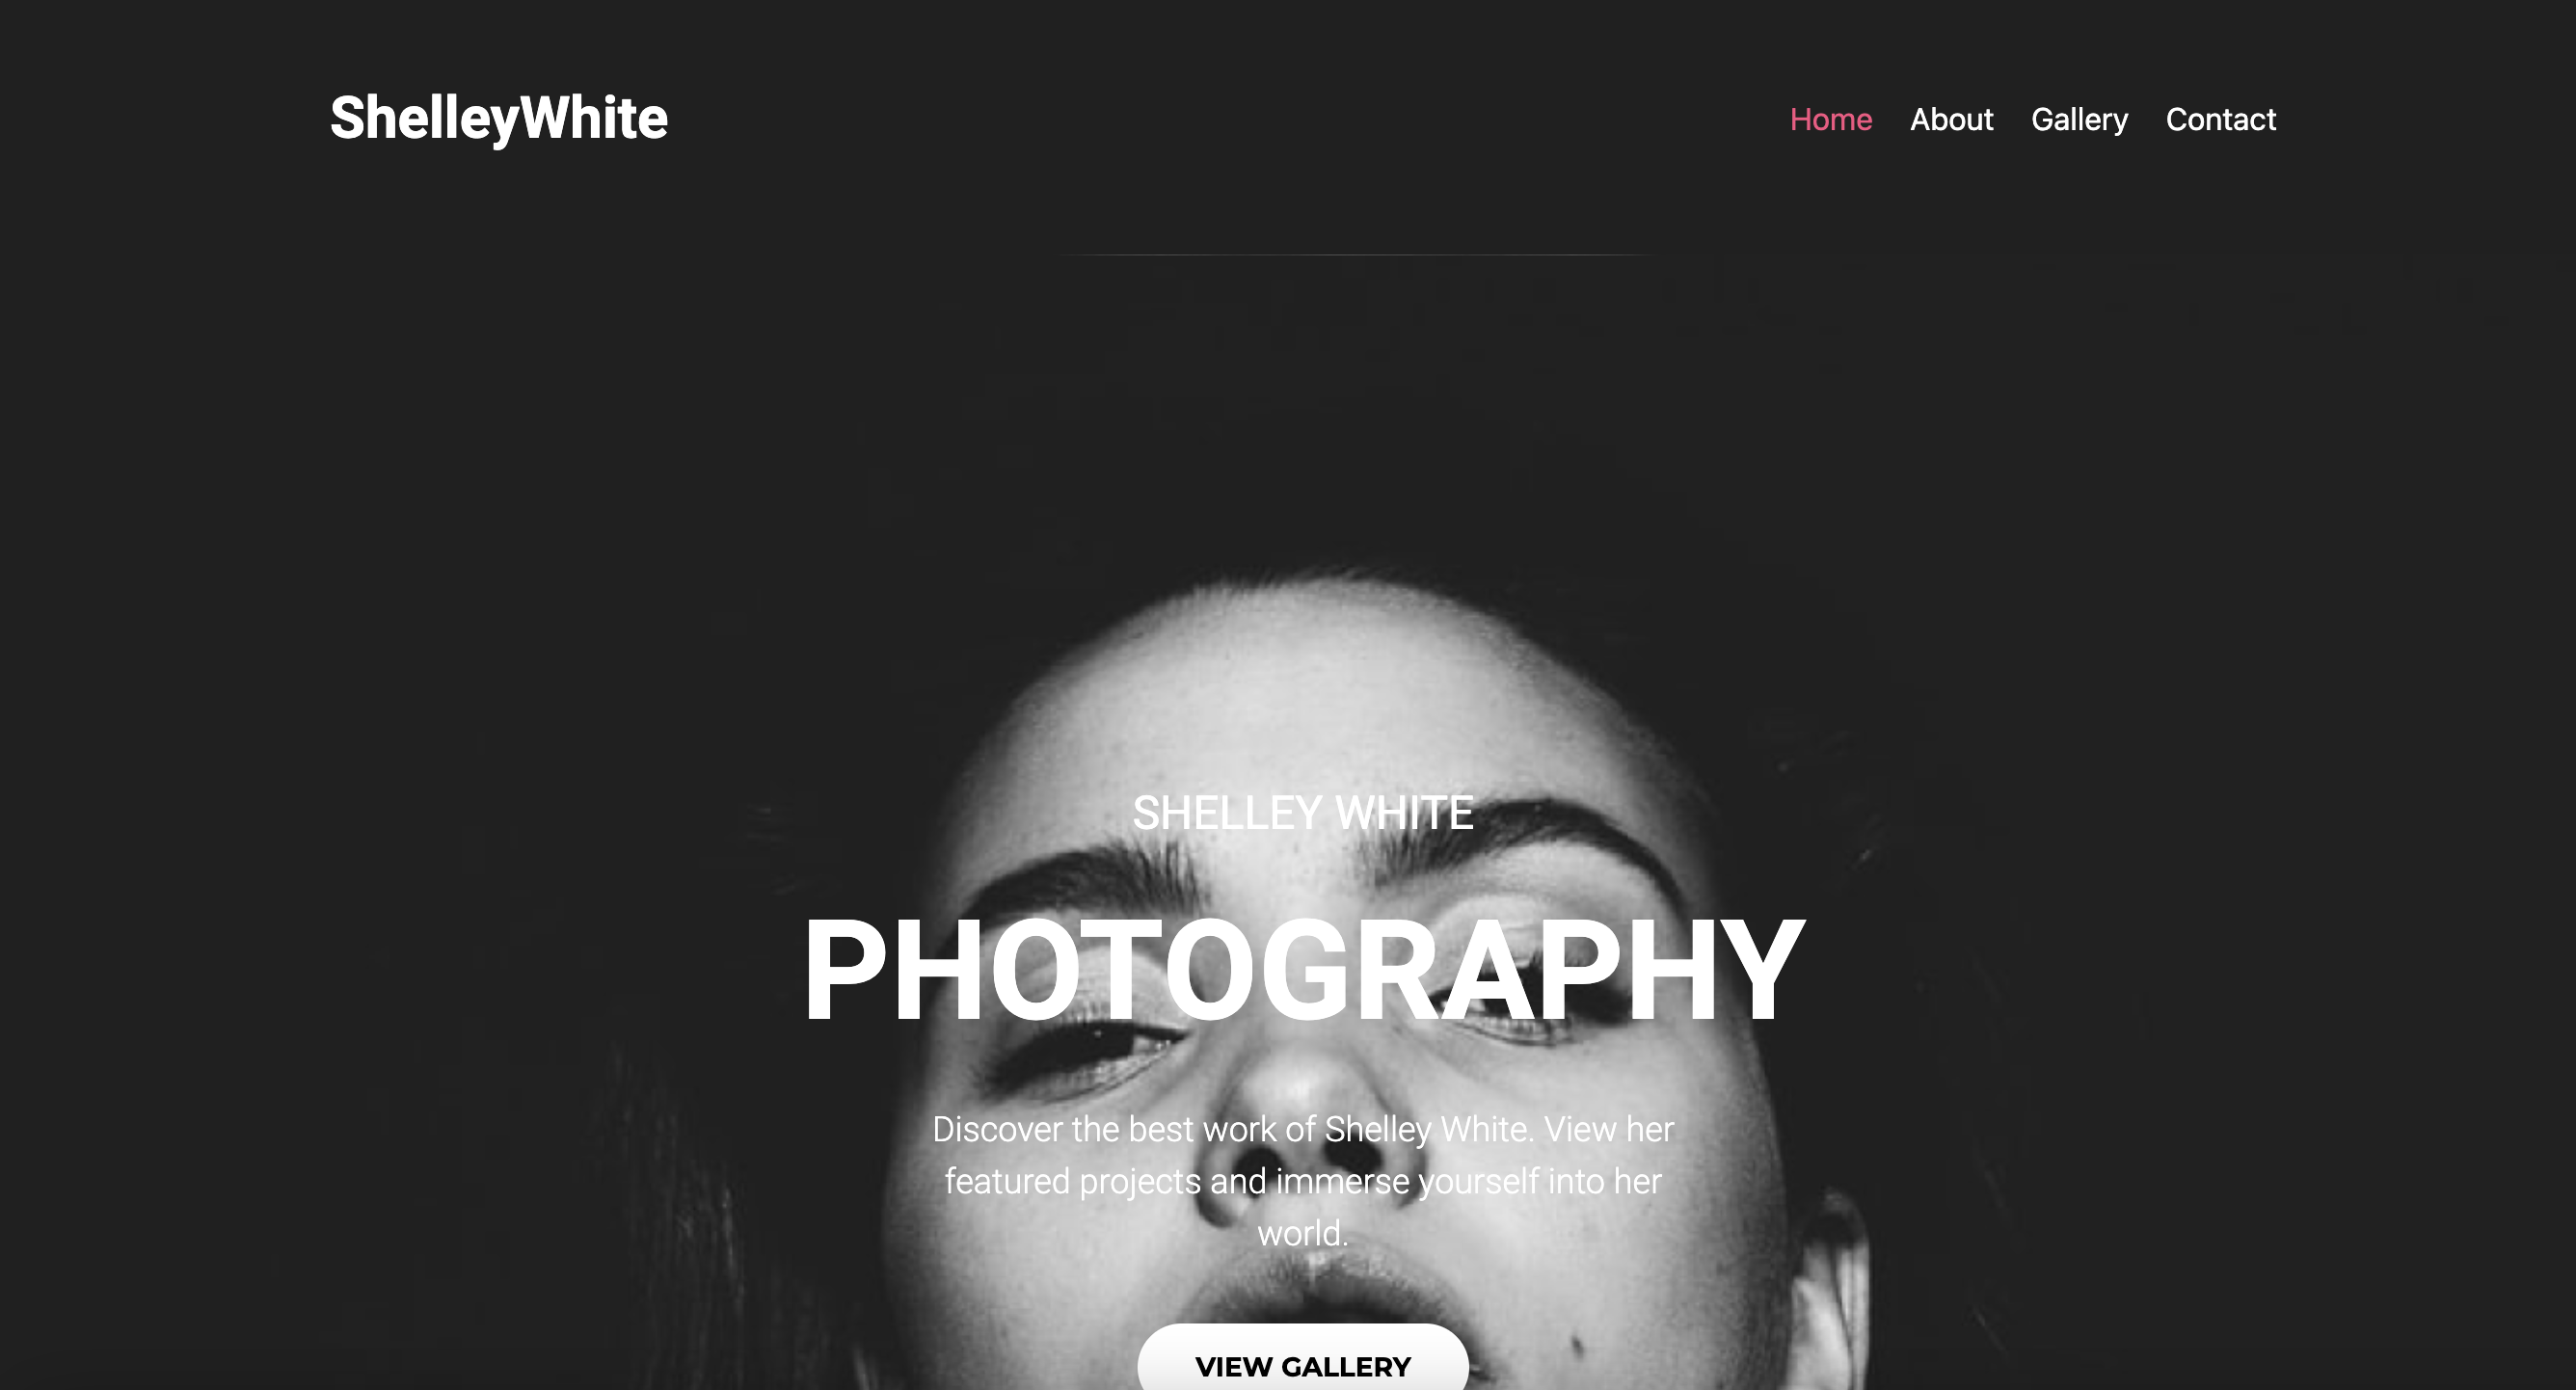 ShelleyWhite
Home About Gallery Contact
SHELLEY WHITE
PHOTOGRAPHY
Discover the best work of Shelley White. View her
featured projects and immerse yourself into her
world.
VIEW GALLERY